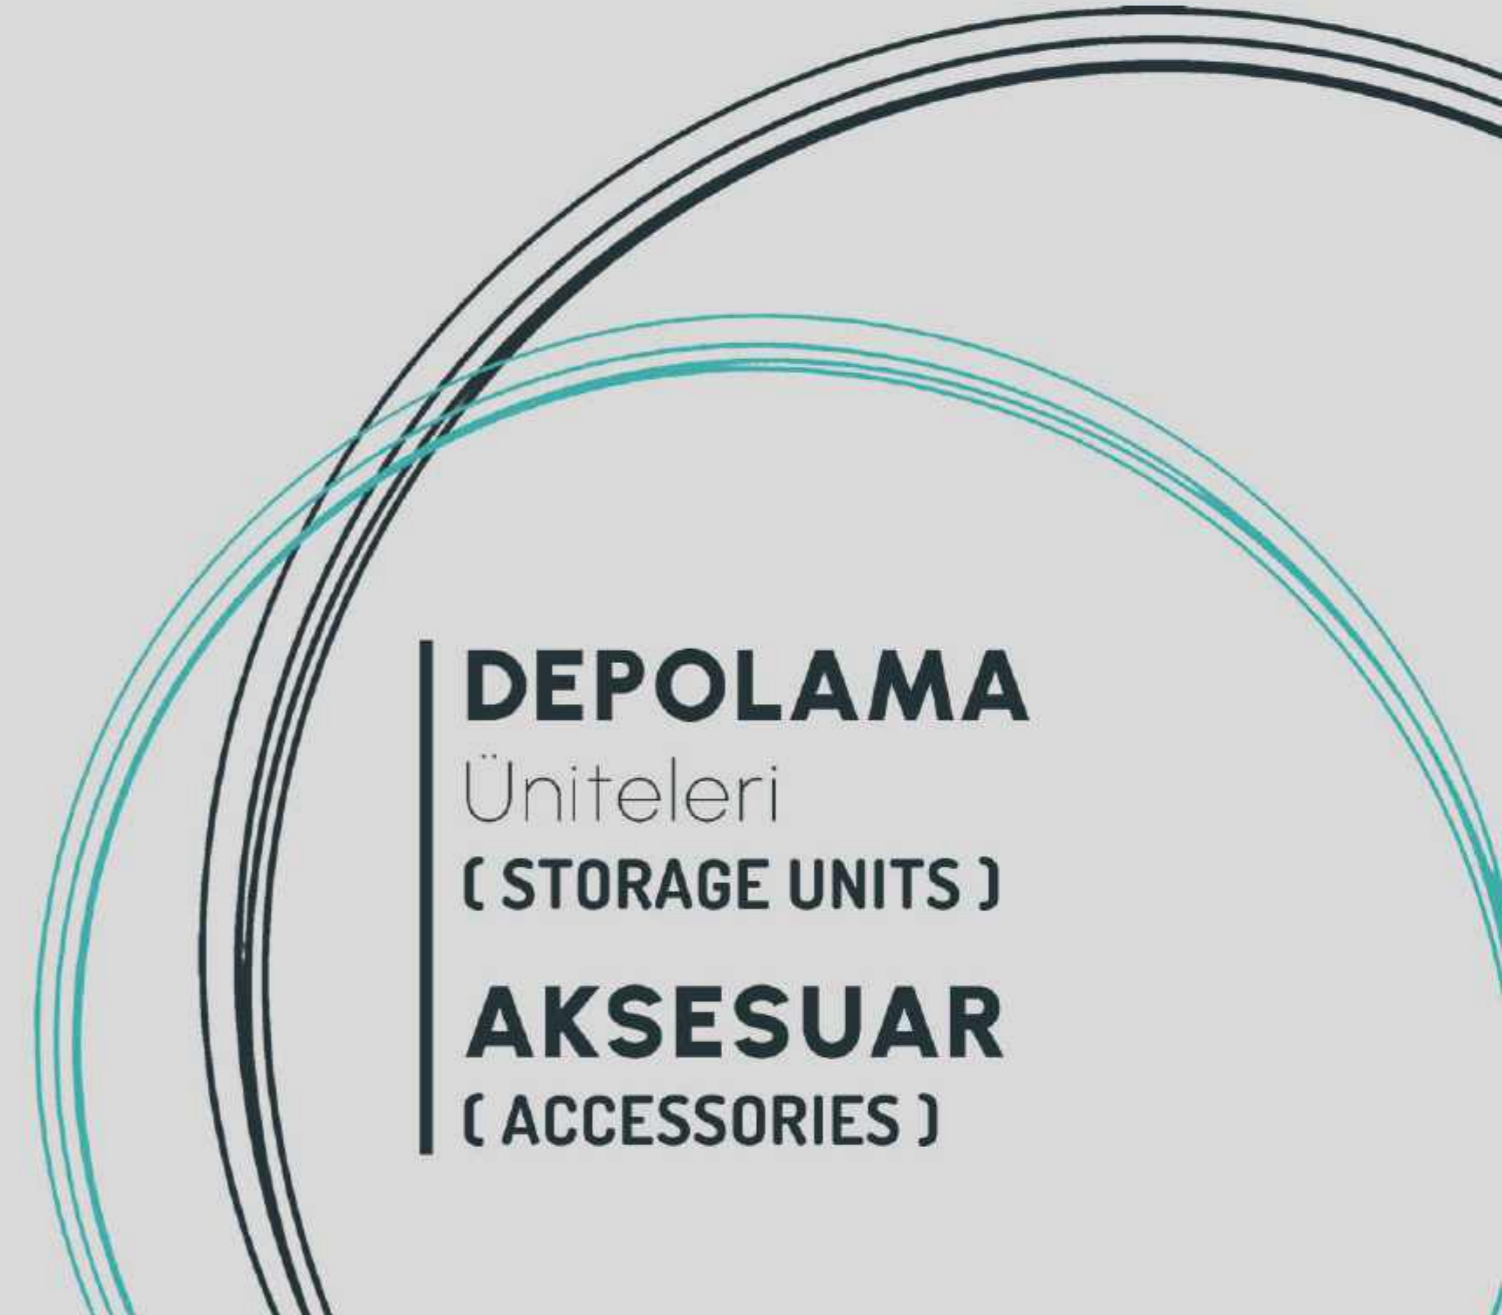 DEPOLAMA
Üniteleri
( STORAGE UNITS )
AKSESUAR
( ACCESSORIES )